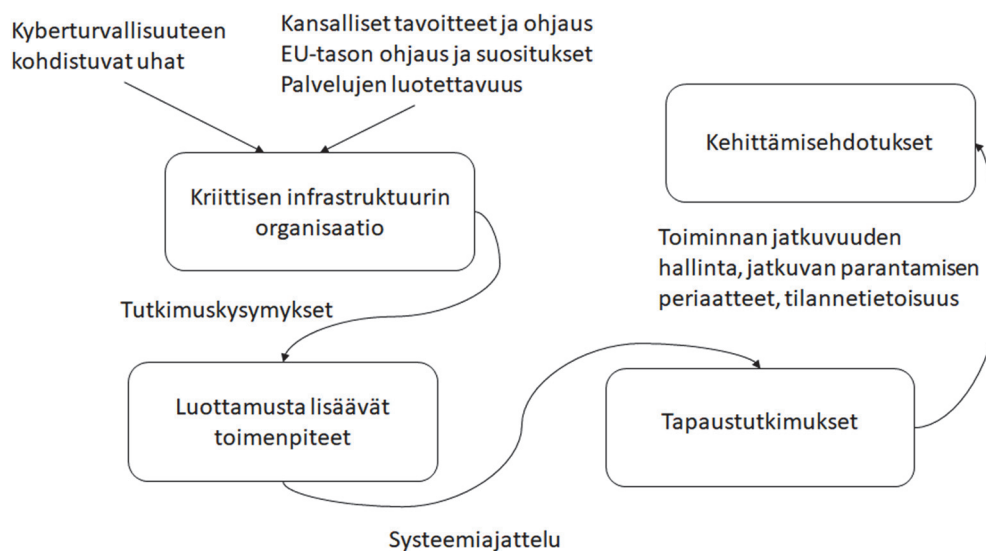 Kyberturvallisuuteen
kohdistuvat uhat
Kansalliset tavoitteet ja ohjaus
EU-tason ohjaus ja suositukset
Palvelujen luotettavuus
Kriittisen infrastruktuurin
organisaatio
Tutkimuskysymykset
Luottamusta lisäävät
toimenpiteet
Systeemiajattelu
Tapaustutkimukset
Toiminnan jatkuvuuden
hallinta, jatkuvan parantamisen
periaatteet, tilannetietoisuus
Kehittämisehdotukset